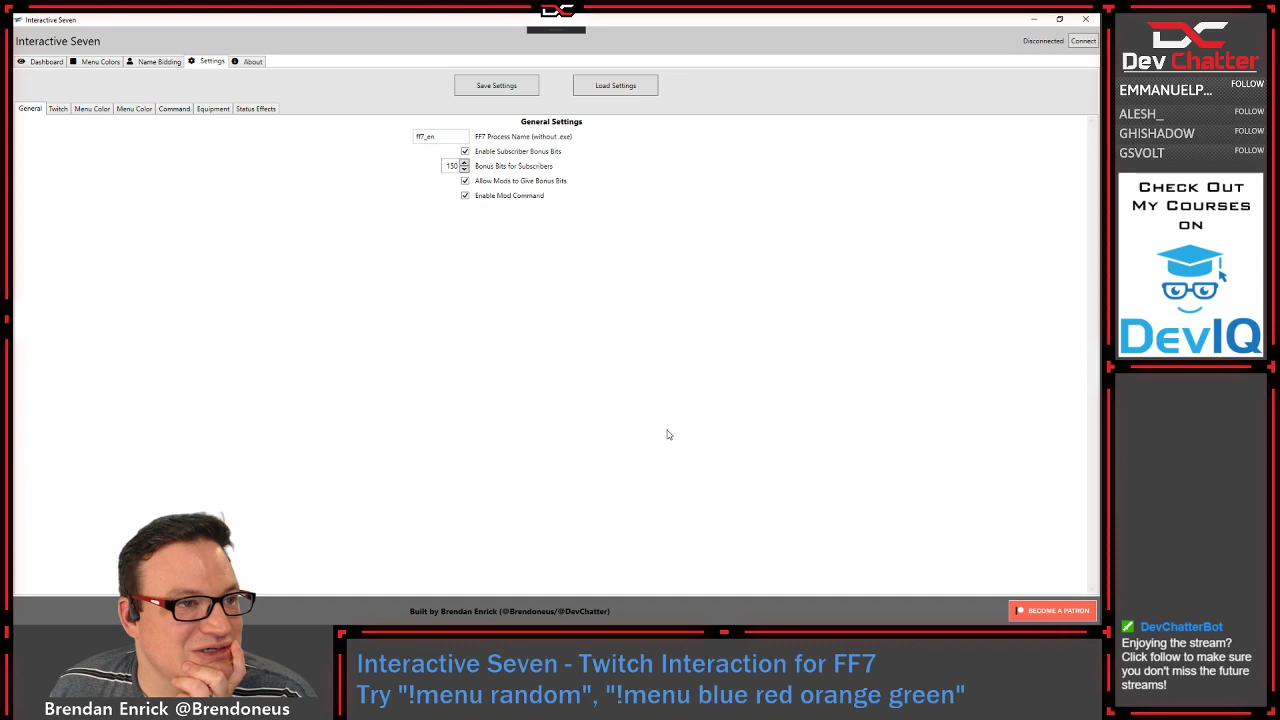 DC
Interactive Seven
Interactive Seven
Disconnected
Connect
Dashboard
Menu Colors
Name Bidding
Settings
About
Save Settings
Load Settings
General
Twitch
Menu Color
Menu Color
Command
Equipment
Status Effects
General Settings
ff7_en
FF7 Process Name (without .exe)
Enable Subscriber Bonus Bits
150
Bonus Bits for Subscribers
Allow Mods to Give Bonus Bits
Enable Mod Command
Built by Brendan Enrick (@Brendoneus/@DevChatter)
BECOME A PATRON
Brendan Enrick @Brendoneus
Interactive Seven - Twitch Interaction for FF7
Try "!menu random", "!menu blue red orange green"
DC
Dev Chatter
EMMANUELP...
FOLLOW
ALESH_
FOLLOW
GHISHADOW
FOLLOW
GSVOLT
FOLLOW
CHECK OUT
MY COURSES
ON
DevIQ
DevChatterBot
Enjoying the stream?
Click follow to make sure
you don't miss the future
streams!